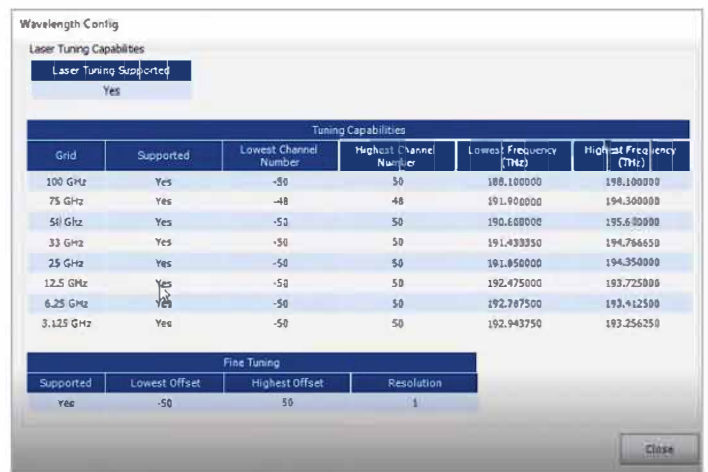 Wavelength Config
Laser Tuning Capabilities
Laser Tuning Supported
Yes
Tuning Capabilities
Grid Supported Lowest Channel Number Highest Channel Number Lowest Frequency (THz) Highest Frequency (THz)
100 GHz Yes -50 50 188.100000 198.100000
75 GHz Yes -48 48 191.900000 194.300000
50 Ghz Yes -50 50 190.600000 195.600000
33 GHz Yes -50 50 191.433350 194.766650
25 GHz Yes -50 50 191.850000 194.350000
12.5 GHz Yes -50 50 192.475000 193.725000
6.25 GHz Yes -50 50 192.787500 193.412500
3.125 GHz Yes -50 50 192.943750 193.256250
Fine Tuning
Supported Lowest Offset Highest Offset Resolution
Yes -50 50 1
Close